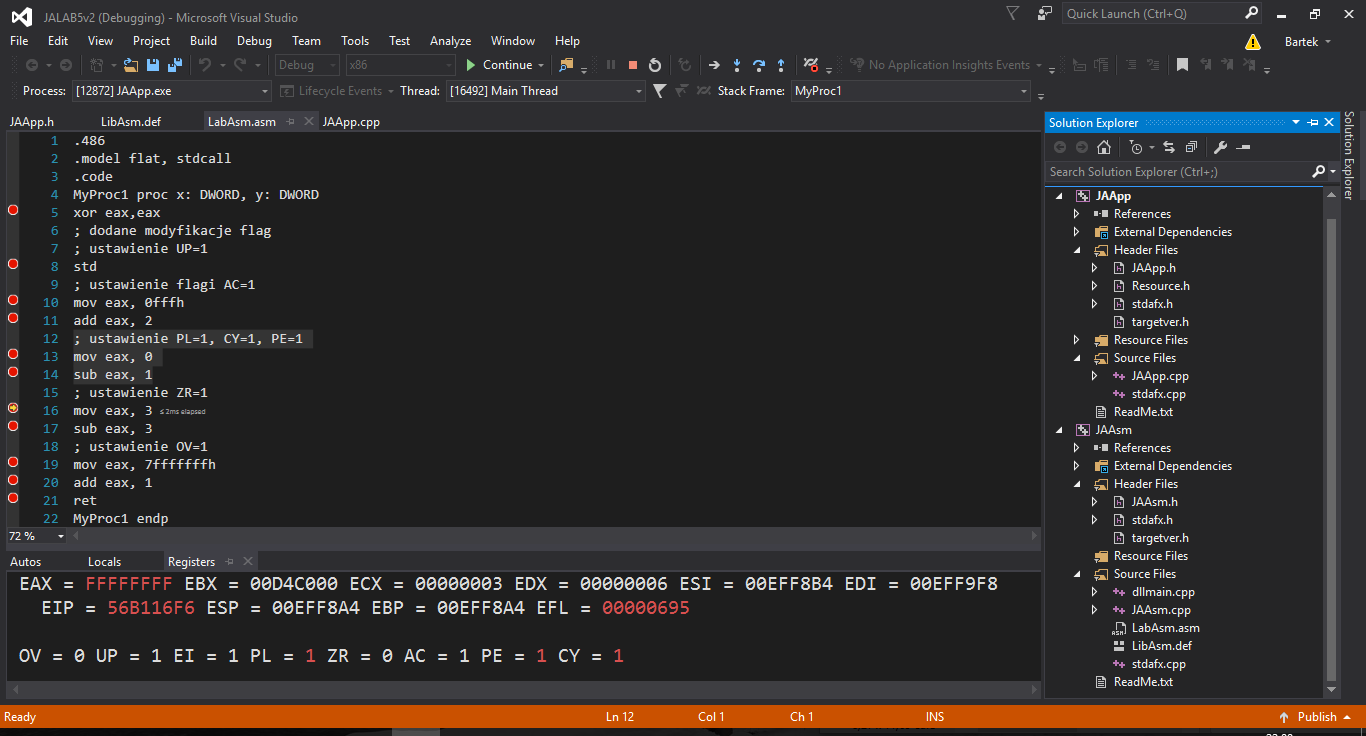 JALAB5v2 (Debugging) - Microsoft Visual Studio
Quick Launch (Ctrl+Q)
File Edit View Project Build Debug Team Tools Test Analyze Window Help
Bartek
Debug x86 Continue No Application Insights Events
Process: [12872] JAApp.exe Lifecycle Events Thread: [16492] Main Thread Stack Frame: MyProc1
JAApp.h LibAsm.def LabAsm.asm JAApp.cpp
1 .486
2 .model flat, stdcall
3 .code
4 MyProc1 proc x: DWORD, y: DWORD
5 xor eax,eax
6 ; dodane modyfikacje flag
7 ; ustawienie UP=1
8 std
9 ; ustawienie flagi AC=1
10 mov eax, 0fffh
11 add eax, 2
12 ; ustawienie PL=1, CY=1, PE=1
13 mov eax, 0
14 sub eax, 1
15 ; ustawienie ZR=1
16 mov eax, 3 ≤ 2ms elapsed
17 sub eax, 3
18 ; ustawienie OV=1
19 mov eax, 7fffffffh
20 add eax, 1
21 ret
22 MyProc1 endp
72 %
Autos Locals Registers
EAX = FFFFFFFF EBX = 00D4C000 ECX = 00000003 EDX = 00000006 ESI = 00EFF8B4 EDI = 00EFF9F8
EIP = 56B116F6 ESP = 00EFF8A4 EBP = 00EFF8A4 EFL = 00000695
OV = 0 UP = 1 EI = 1 PL = 1 ZR = 0 AC = 1 PE = 1 CY = 1
Solution Explorer
Search Solution Explorer (Ctrl+;)
JAApp
References
External Dependencies
Header Files
JAApp.h
Resource.h
stdafx.h
targetver.h
Resource Files
Source Files
JAApp.cpp
stdafx.cpp
ReadMe.txt
JAAsm
References
External Dependencies
Header Files
JAAsm.h
stdafx.h
targetver.h
Resource Files
Source Files
dllmain.cpp
JAAsm.cpp
LabAsm.asm
LibAsm.def
stdafx.cpp
ReadMe.txt
Solution Explorer
Ready Ln 12 Col 1 Ch 1 INS Publish